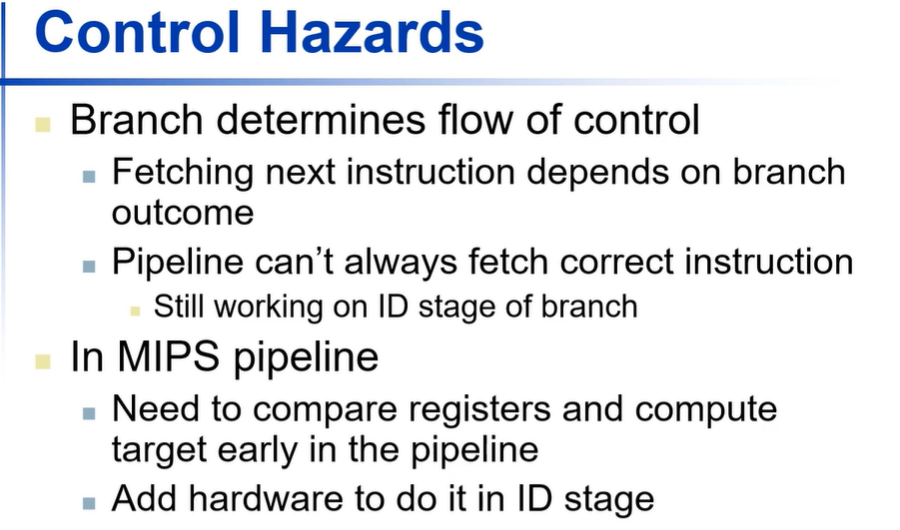 Control Hazards
Branch determines flow of control
Fetching next instruction depends on branch
outcome
Pipeline can't always fetch correct instruction
Still working on ID stage of branch
In MIPS pipeline
Need to compare registers and compute
target early in the pipeline
Add hardware to do it in ID stage